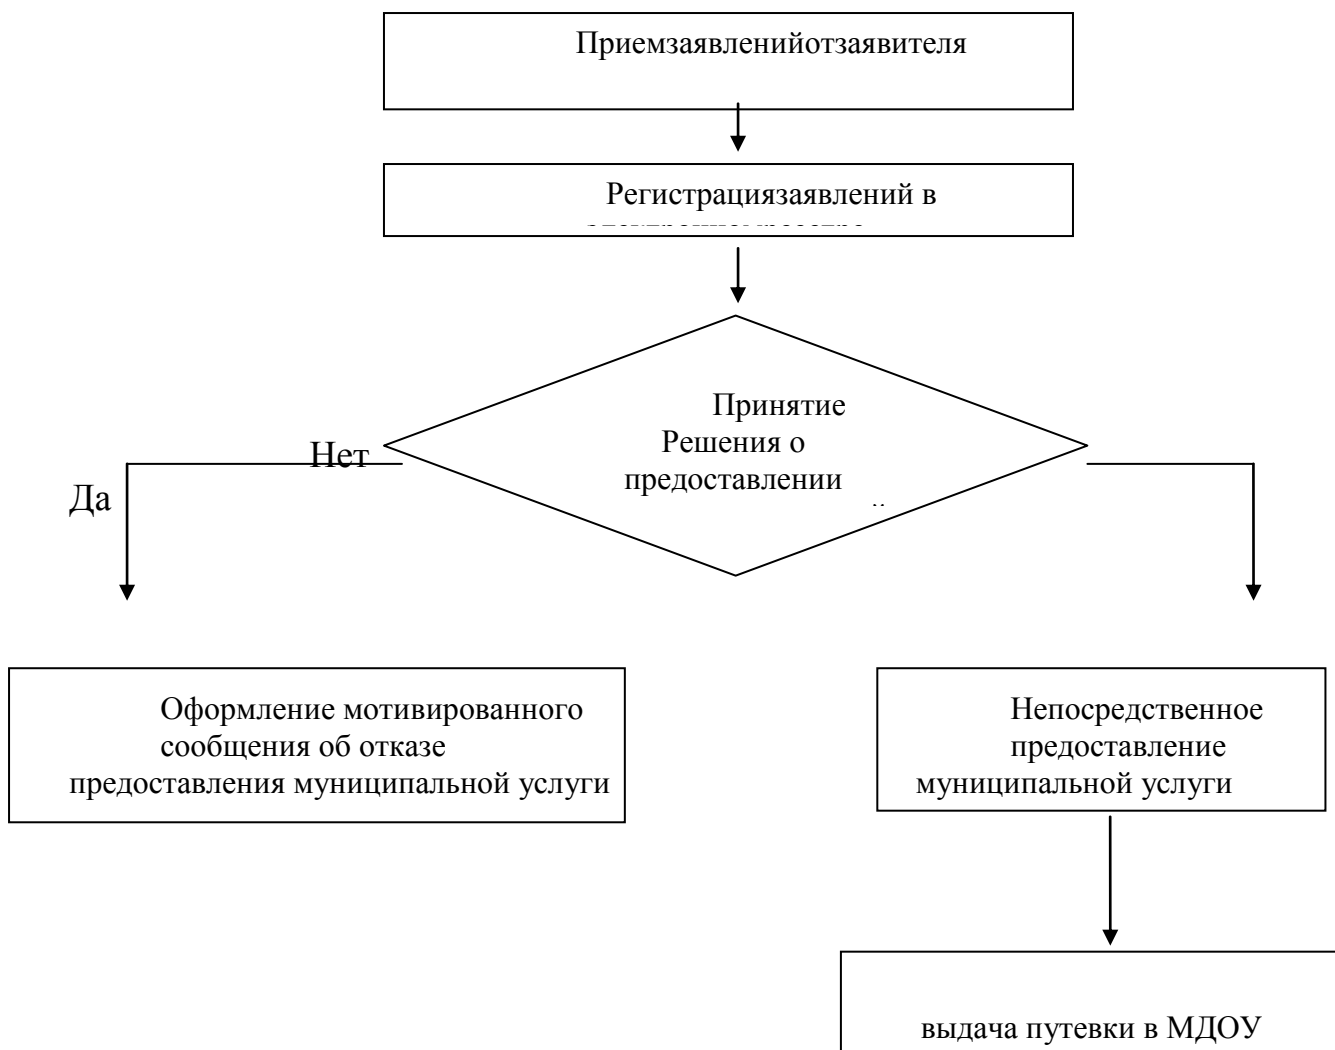 Приемзаявленийотзаявителя
Регистрациязаявлений в
Принятие
Решения о
предоставлении
Нет
Да
Оформление мотивированного
сообщения об отказе
предоставления муниципальной услуги
Непосредственное
предоставление
муниципальной услуги
выдача путевки в МДОУ